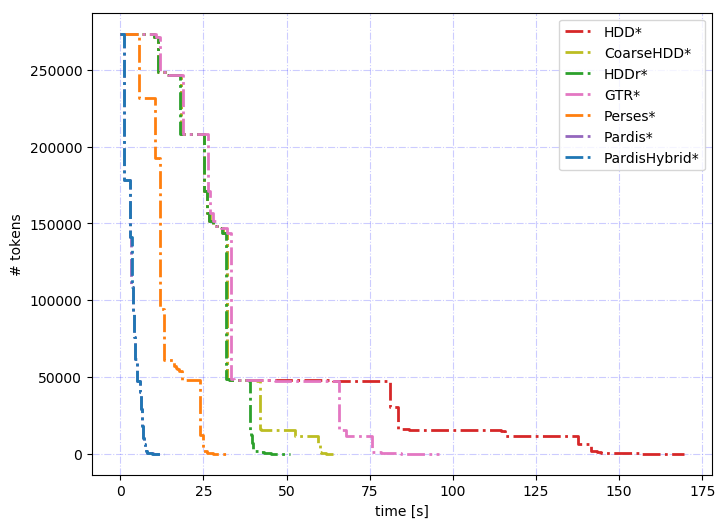 HDD*
CoarseHDD*
HDDr*
GTR*
Perses*
Pardis*
PardisHybrid*
# tokens
250000
200000
150000
100000
50000
0
0 25 50 75 100 125 150 175
time [s]